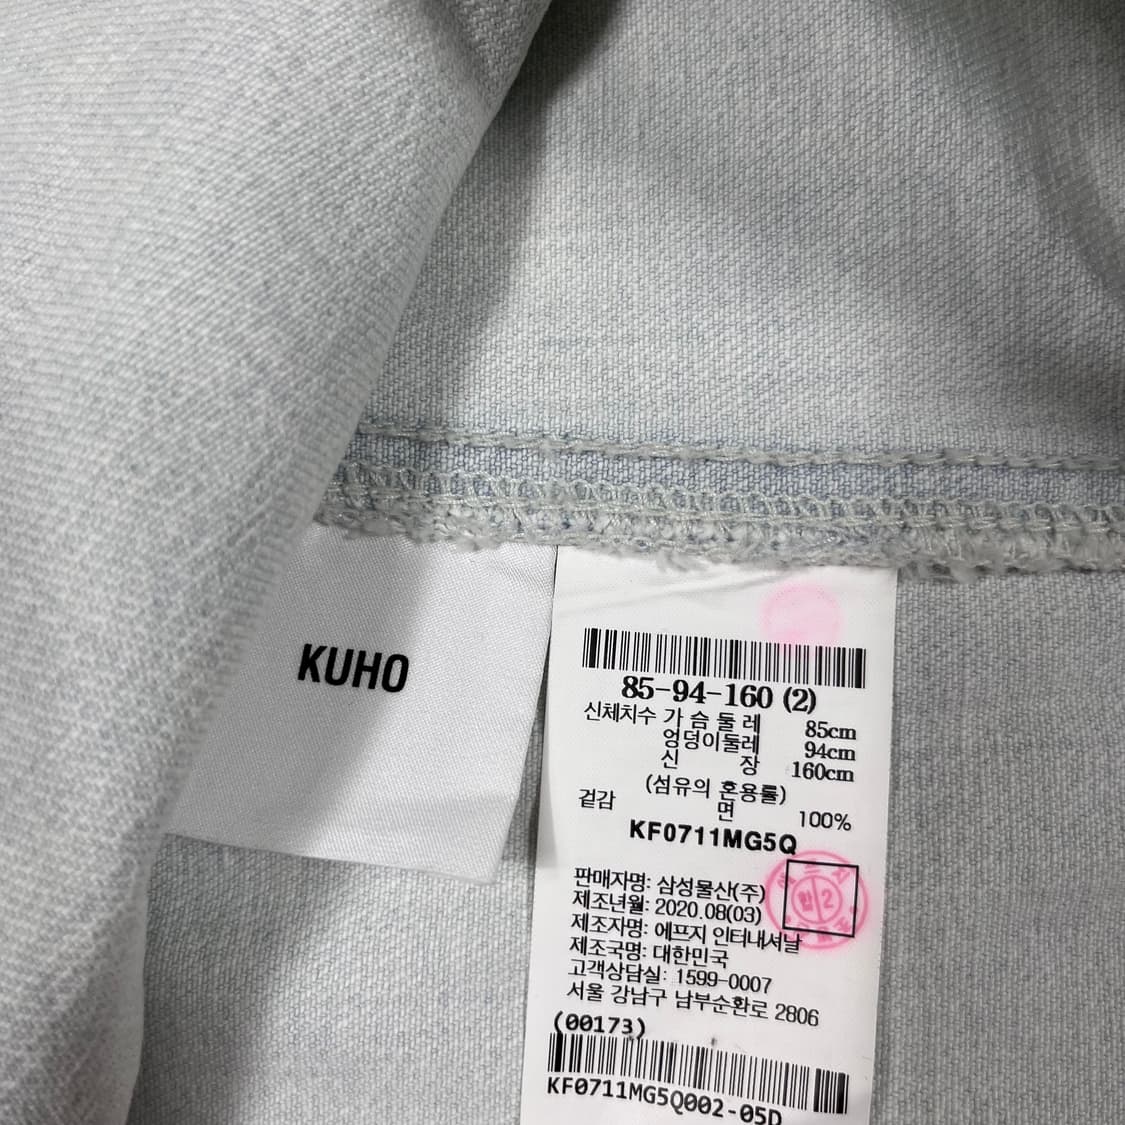 KUHO
85-94-160 (2)
신체치수 가 슴 둘 레 85cm
엉덩이둘레 94cm
신 장 160cm
(섬유의 혼용률)
겉감 면 100%
KF0711MG5Q
판매자명: 삼성물산(주)
제조년월: 2020.08(03)
제조자명: 에프지 인터내셔날
제조국명: 대한민국
고객상담실: 1599-0007
서울 강남구 남부순환로 2806
(00173)
KF0711MG5Q002-05D